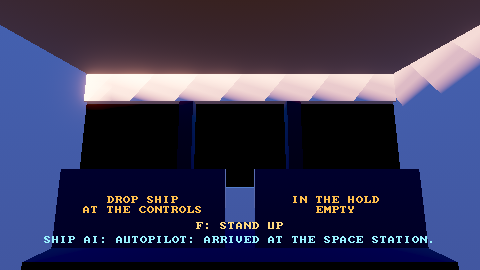 DROP SHIP
AT THE CONTROLS
IN THE HOLD
EMPTY
F: STAND UP
SHIP AI: AUTOPILOT: ARRIVED AT THE SPACE STATION.